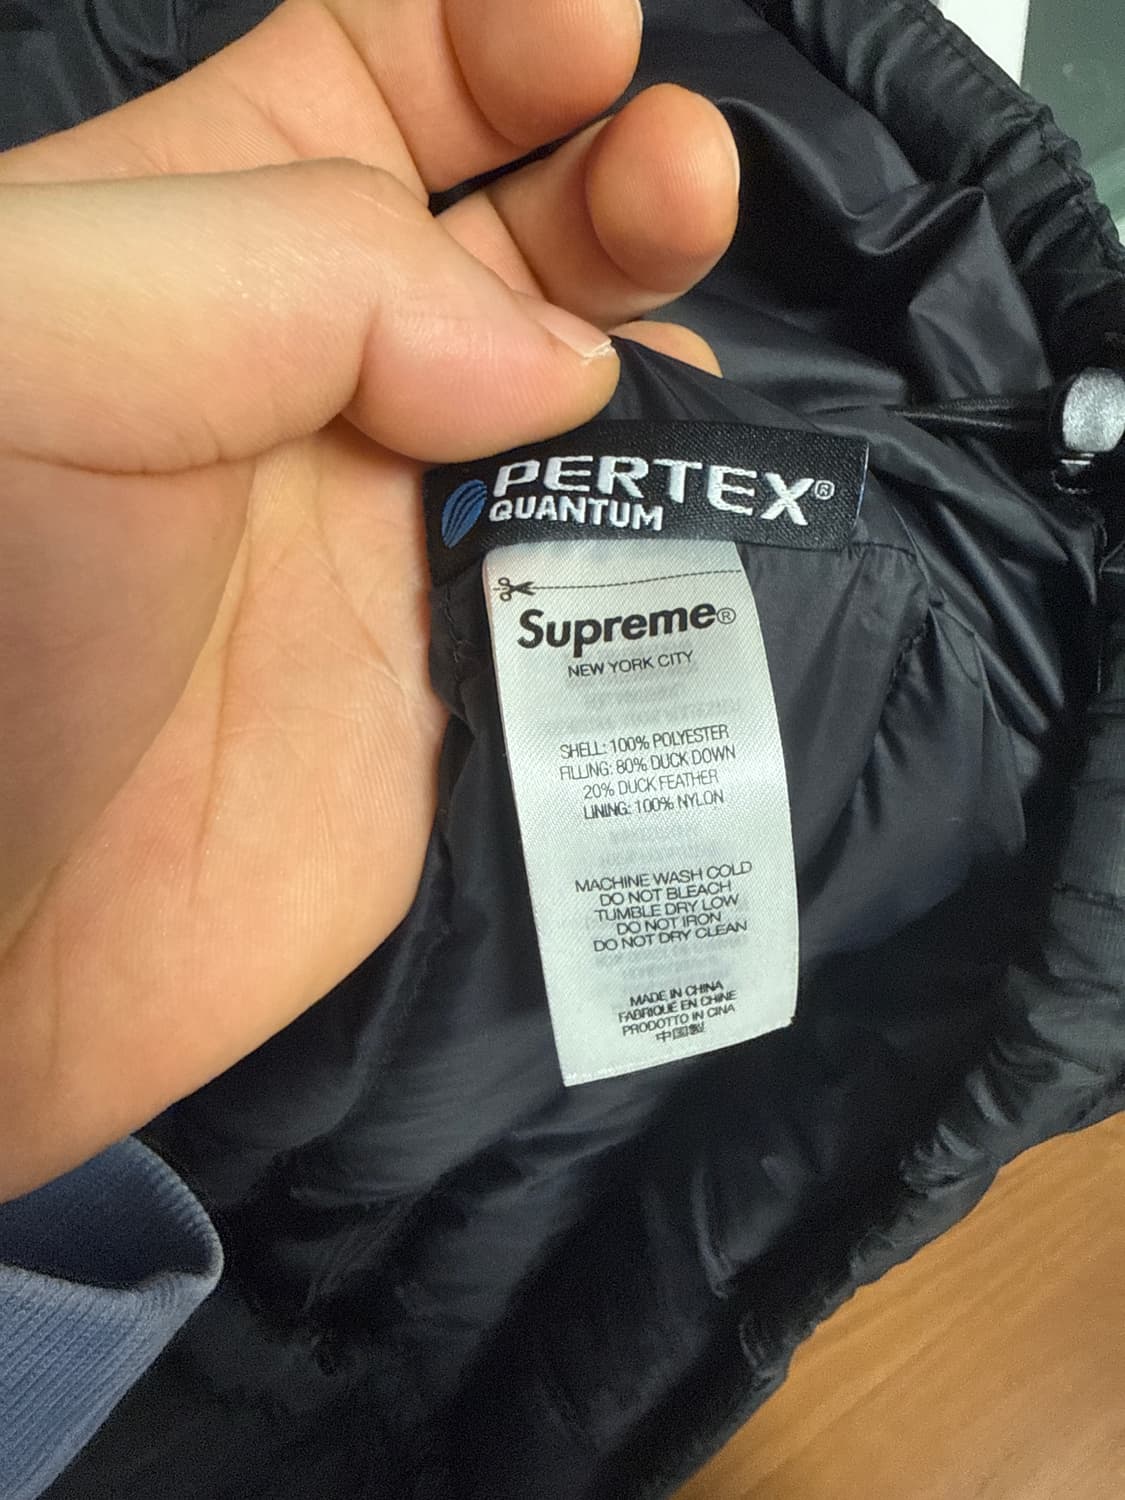 PERTEX®
QUANTUM
Supreme®
NEW YORK CITY
SHELL: 100% POLYESTER
FILLING: 80% DUCK DOWN
20% DUCK FEATHER
LINING: 100% NYLON
MACHINE WASH COLD
DO NOT BLEACH
TUMBLE DRY LOW
DO NOT IRON
DO NOT DRY CLEAN
MADE IN CHINA
FABRIQUÉ EN CHINE
PRODOTTO IN CINA
中国製